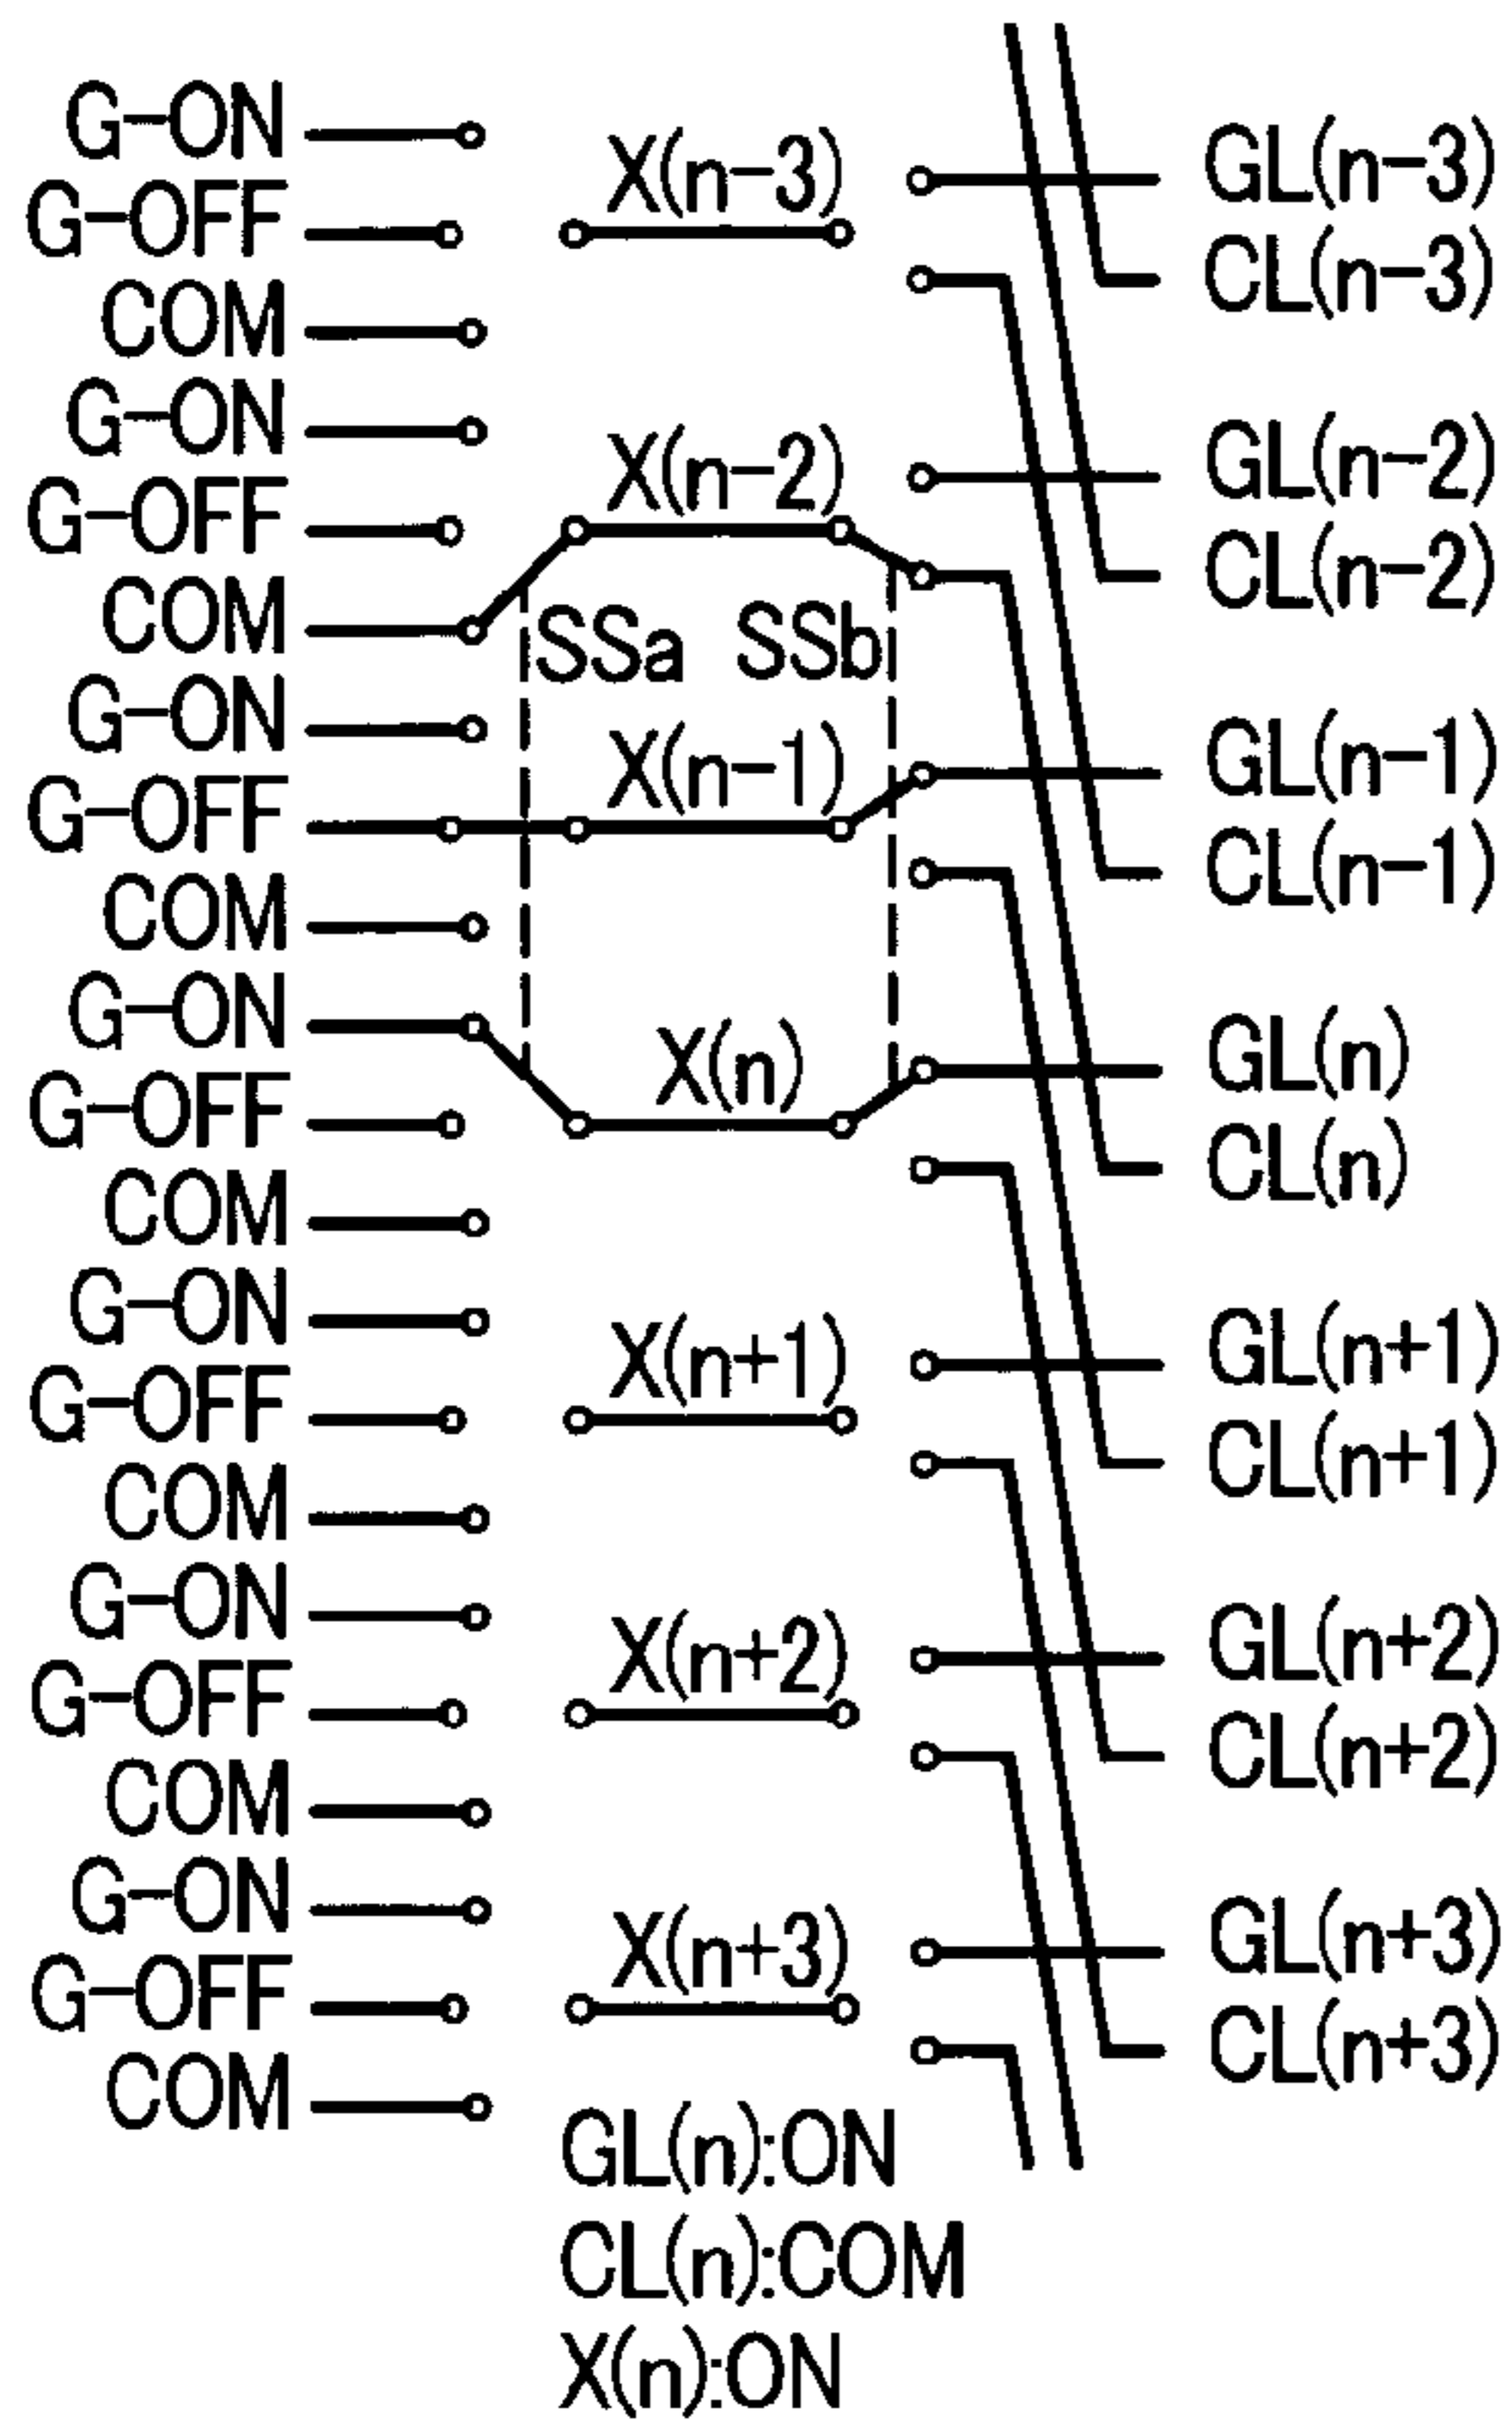 G-ON
X(n-3)
GL(n-3)
G-OFF
CL(n-3)
COM
G-ON
X(n-2)
GL(n-2)
G-OFF
CL(n-2)
COM
SSa SSb
G-ON
X(n-1)
GL(n-1)
G-OFF
CL(n-1)
COM
G-ON
X(n)
GL(n)
G-OFF
CL(n)
COM
G-ON
X(n+1)
GL(n+1)
G-OFF
CL(n+1)
COM
G-ON
X(n+2)
GL(n+2)
G-OFF
CL(n+2)
COM
G-ON
X(n+3)
GL(n+3)
G-OFF
CL(n+3)
COM
GL(n):ON
CL(n):COM
X(n):ON